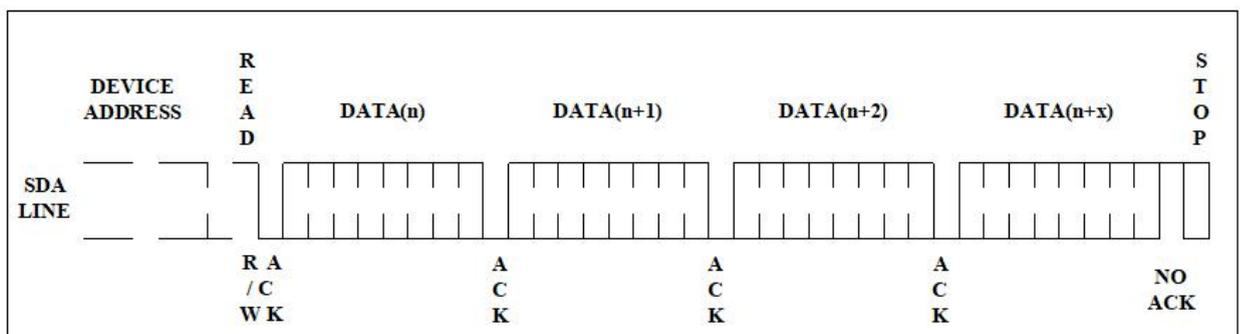 DEVICE
ADDRESS
READ
DATA(n)
DATA(n+1)
DATA(n+2)
DATA(n+x)
STOP
SDA
LINE
R/W
ACK
ACK
ACK
ACK
NO
ACK